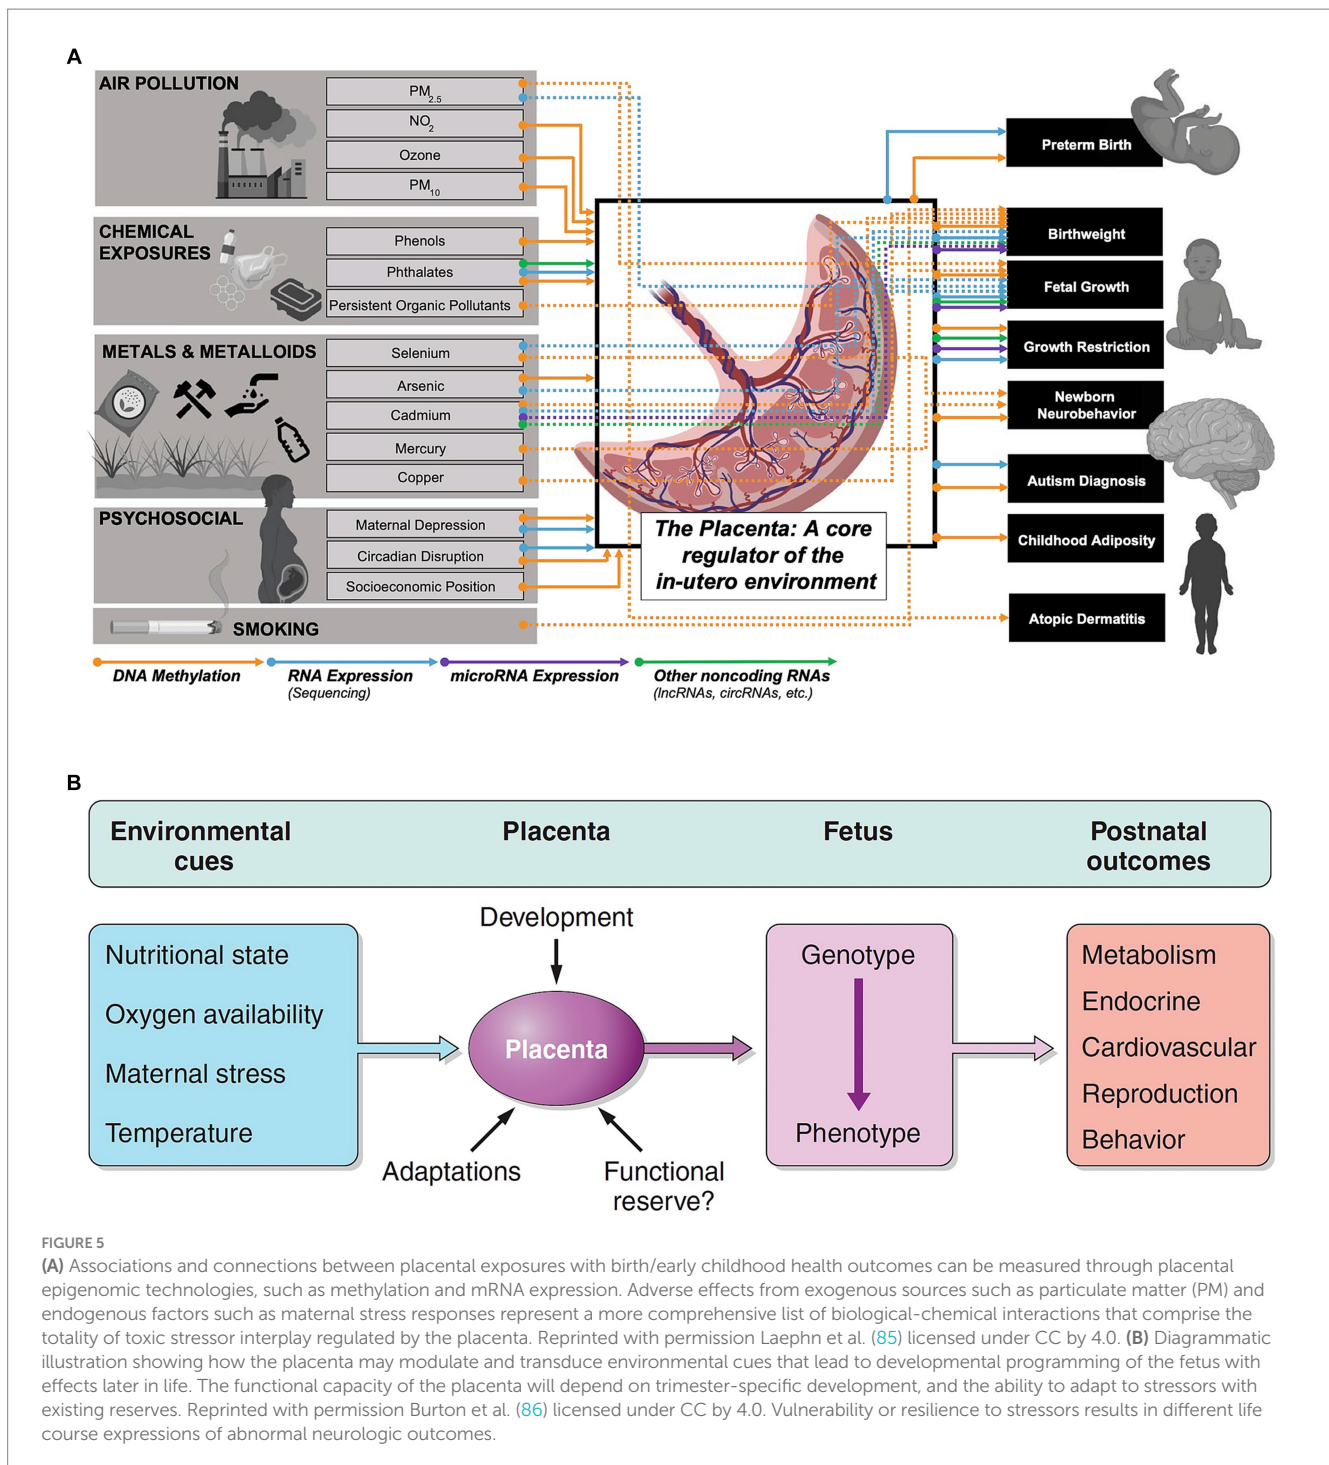 A
AIR POLLUTION
PM2.5
NO2
Ozone
PM10
CHEMICAL
EXPOSURES
Phenols
Phthalates
Persistent Organic Pollutants
METALS & METALLOIDS
Selenium
Arsenic
Cadmium
Mercury
Copper
PSYCHOSOCIAL
Maternal Depression
Circadian Disruption
Socioeconomic Position
SMOKING
The Placenta: A core
regulator of the
in-utero environment
Preterm Birth
Birthweight
Fetal Growth
Growth Restriction
Newborn
Neurobehavior
Autism Diagnosis
Childhood Adiposity
Atopic Dermatitis
DNA Methylation
RNA Expression
(Sequencing)
microRNA Expression
Other noncoding RNAs
(lncRNAs, circRNAs, etc.)
B
Environmental
cues
Placenta
Fetus
Postnatal
outcomes
Nutritional state
Oxygen availability
Maternal stress
Temperature
Development
Placenta
Adaptations
Functional
reserve?
Genotype
Phenotype
Metabolism
Endocrine
Cardiovascular
Reproduction
Behavior
FIGURE 5
(A) Associations and connections between placental exposures with birth/early childhood health outcomes can be measured through placental
epigenomic technologies, such as methylation and mRNA expression. Adverse effects from exogenous sources such as particulate matter (PM) and
endogenous factors such as maternal stress responses represent a more comprehensive list of biological-chemical interactions that comprise the
totality of toxic stressor interplay regulated by the placenta. Reprinted with permission Laephn et al. (85) licensed under CC by 4.0. (B) Diagrammatic
illustration showing how the placenta may modulate and transduce environmental cues that lead to developmental programming of the fetus with
effects later in life. The functional capacity of the placenta will depend on trimester-specific development, and the ability to adapt to stressors with
existing reserves. Reprinted with permission Burton et al. (86) licensed under CC by 4.0. Vulnerability or resilience to stressors results in different life
course expressions of abnormal neurologic outcomes.